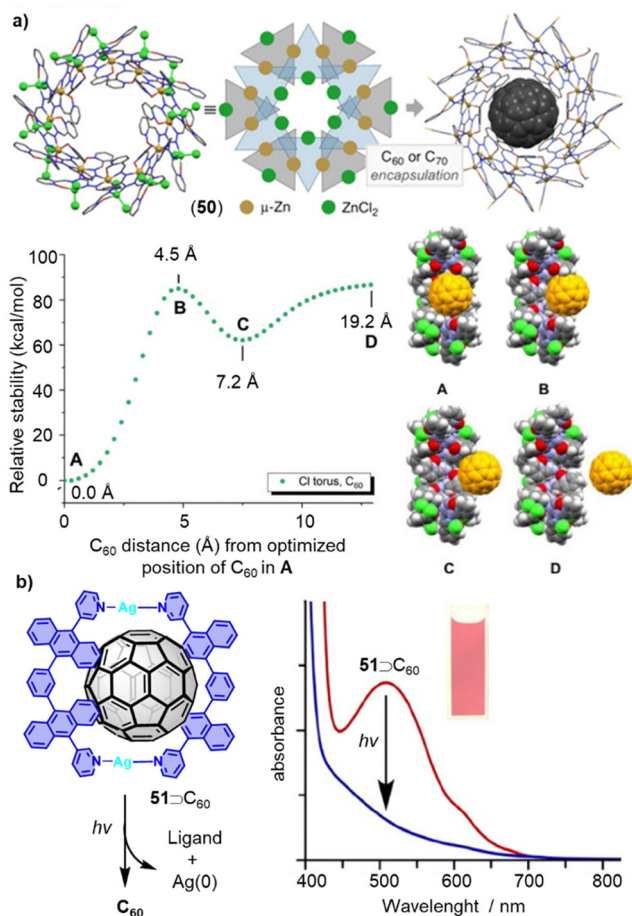 a)
≡
C60 or C70
encapsulation
(50)
μ-Zn
ZnCl2
Relative stability (kcal/mol)
100
80
60
40
20
0
4.5 Å
B
C
7.2 Å
19.2 Å
D
A
0.0 Å
Cl torus, C60
0
5
10
C60 distance (Å) from optimized
position of C60 in A
A
B
C
D
b)
N
Ag
N
N
Ag
N
51⊃C60
hν
Ligand
+
Ag(0)
C60
absorbance
51⊃C60
hν
400
500
600
700
800
Wavelenght / nm